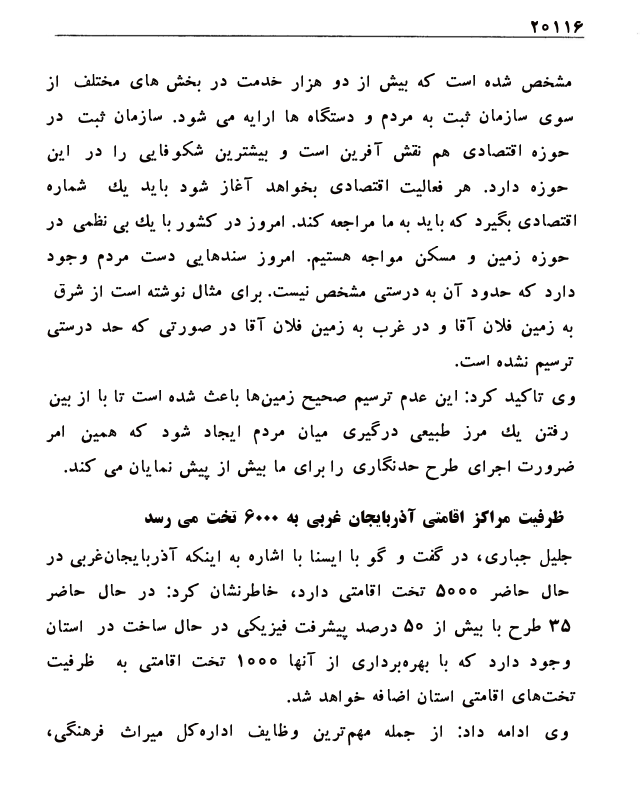 ۲۰۱۱۶
مشخص شده است که بیش از دو هزار خدمت در بخش های مختلف از
سوی سازمان ثبت به مردم و دستگاه ها ارایه می شود. سازمان ثبت در
حوزه اقتصادی هم نقش آفرین است و بیشترین شکوفایی را در این
حوزه دارد. هر فعالیت اقتصادی بخواهد آغاز شود باید یك شماره
اقتصادی بگیرد که باید به ما مراجعه کند. امروز در کشور با یك بی نظمی در
حوزه زمین و مسکن مواجه هستیم. امروز سندهایی دست مردم وجود
دارد که حدود آن به درستی مشخص نیست. برای مثال نوشته است از شرق
به زمین فلان آقا و در غرب به زمین فلان آقا در صورتی که حد درستی
ترسیم نشده است.
وی تاکید کرد: این عدم ترسیم صحیح زمین‌ها باعث شده است تا با از بین
رفتن یك مرز طبیعی درگیری میان مردم ایجاد شود که همین امر
ضرورت اجرای طرح حدنگاری را برای ما بیش از پیش نمایان می کند.
ظرفیت مراکز اقامتی آذربایجان غربی به ۶۰۰۰ تخت می رسد
جلیل جباری، در گفت و گو با ایسنا با اشاره به اینکه آذربایجان‌غربی در
حال حاضر ۵۰۰۰ تخت اقامتی دارد، خاطرنشان کرد: در حال حاضر
۳۵ طرح با بیش از ۵۰ درصد پیشرفت فیزیکی در حال ساخت در استان
وجود دارد که با بهره‌برداری از آنها ۱۰۰۰ تخت اقامتی به ظرفیت
تخت‌های اقامتی استان اضافه خواهد شد.
وی ادامه داد: از جمله مهم‌ترین وظایف اداره‌کل میراث فرهنگی،